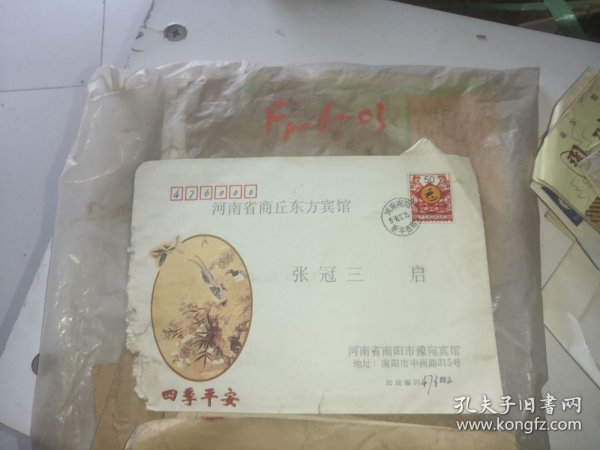 476000
河南省商丘东方宾馆
50
张冠三 启
河南省南阳市豫宛宾馆
地址：南阳市中州路315号
邮政编码473002
四季平安
孔夫子旧书网
www.kongfz.com